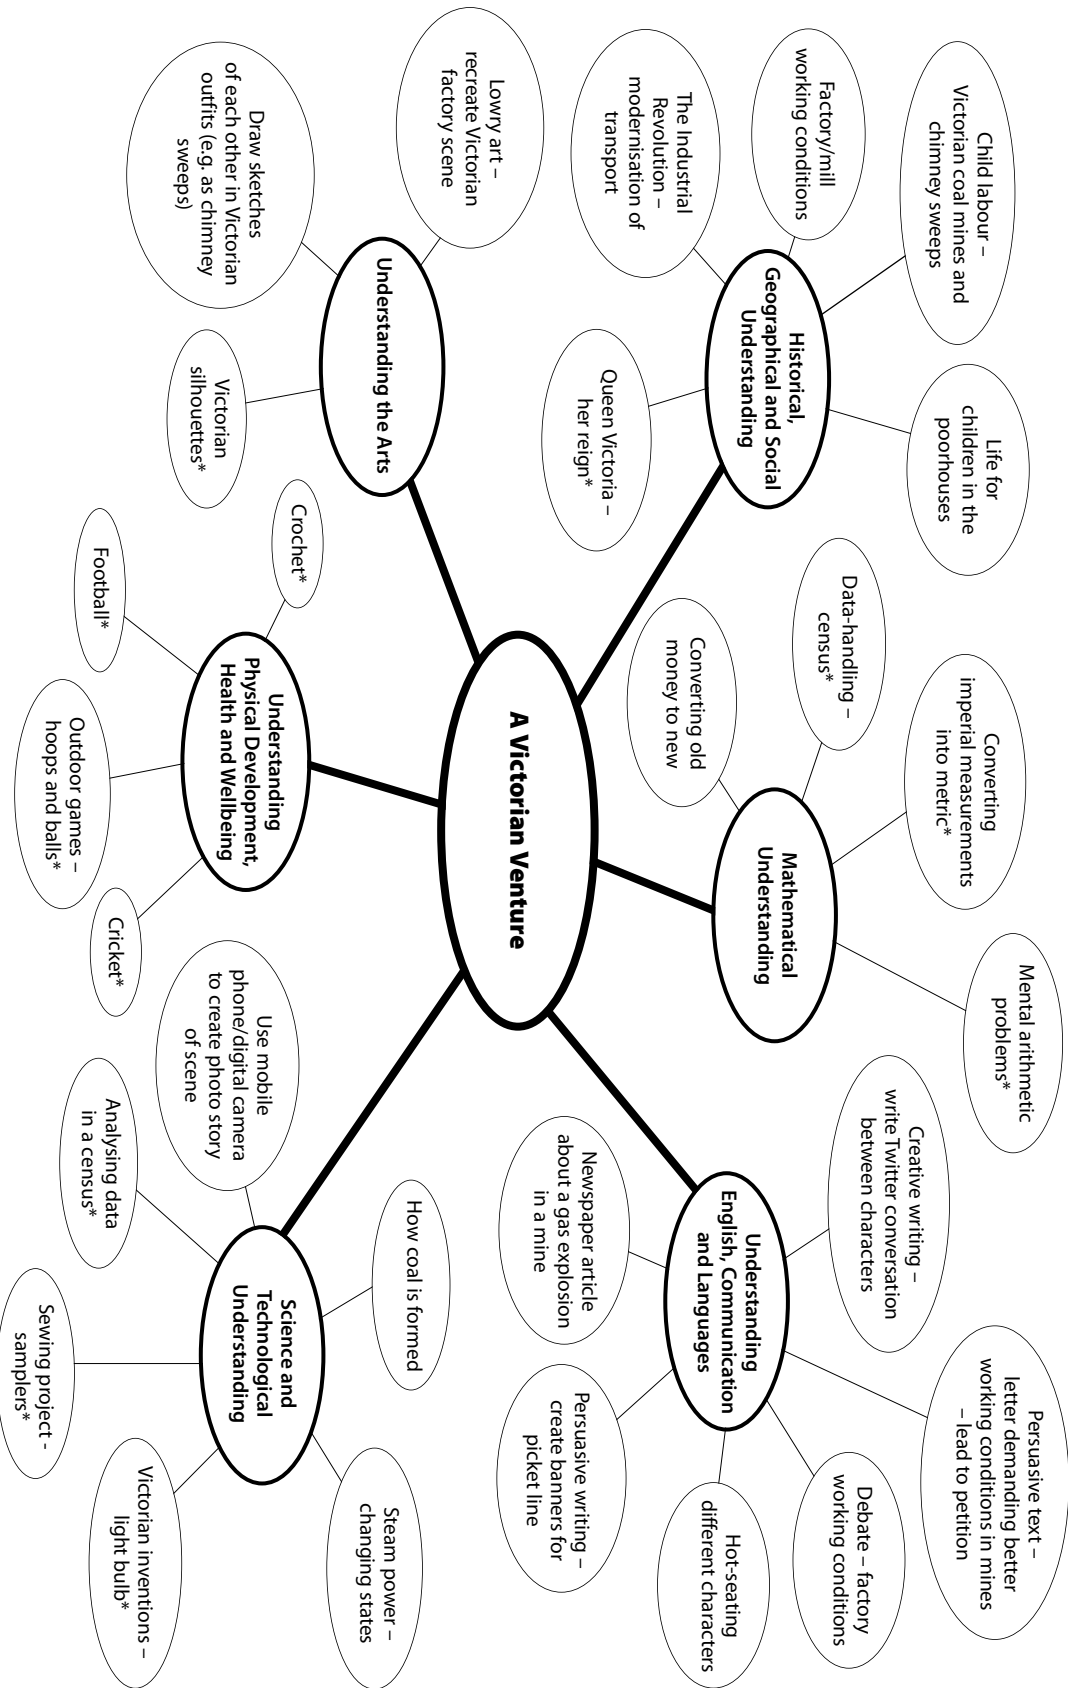 Child labour –
Victorian coal mines and
chimney sweeps
Life for
children in the
poorhouses
Factory/mill
working conditions
The Industrial
Revolution –
modernisation of
transport
Historical,
Geographical and Social
Understanding
Queen Victoria –
her reign*
Converting
imperial measurements
into metric*
Mental arithmetic
problems*
Data-handling –
census*
Converting old
money to new
Mathematical
Understanding
Persuasive text –
letter demanding better
working conditions in mines
– lead to petition
Creative writing –
write Twitter conversation
between characters
Debate – factory
working conditions
Hot-seating
different characters
Understanding
English, Communication
and Languages
Newspaper article
about a gas explosion
in a mine
Persuasive writing –
create banners for
picket line
A Victorian Venture
Lowry art –
recreate Victorian
factory scene
Understanding the Arts
Draw sketches
of each other in Victorian
outfits (e.g. as chimney
sweeps)
Victorian
silhouettes*
Crochet*
Understanding
Physical Development,
Health and Wellbeing
Football*
Outdoor games –
hoops and balls*
Cricket*
How coal is formed
Steam power –
changing states
Science and
Technological
Understanding
Use mobile
phone/digital camera
to create photo story
of scene
Analysing data
in a census*
Sewing project -
samplers*
Victorian inventions –
light bulb*